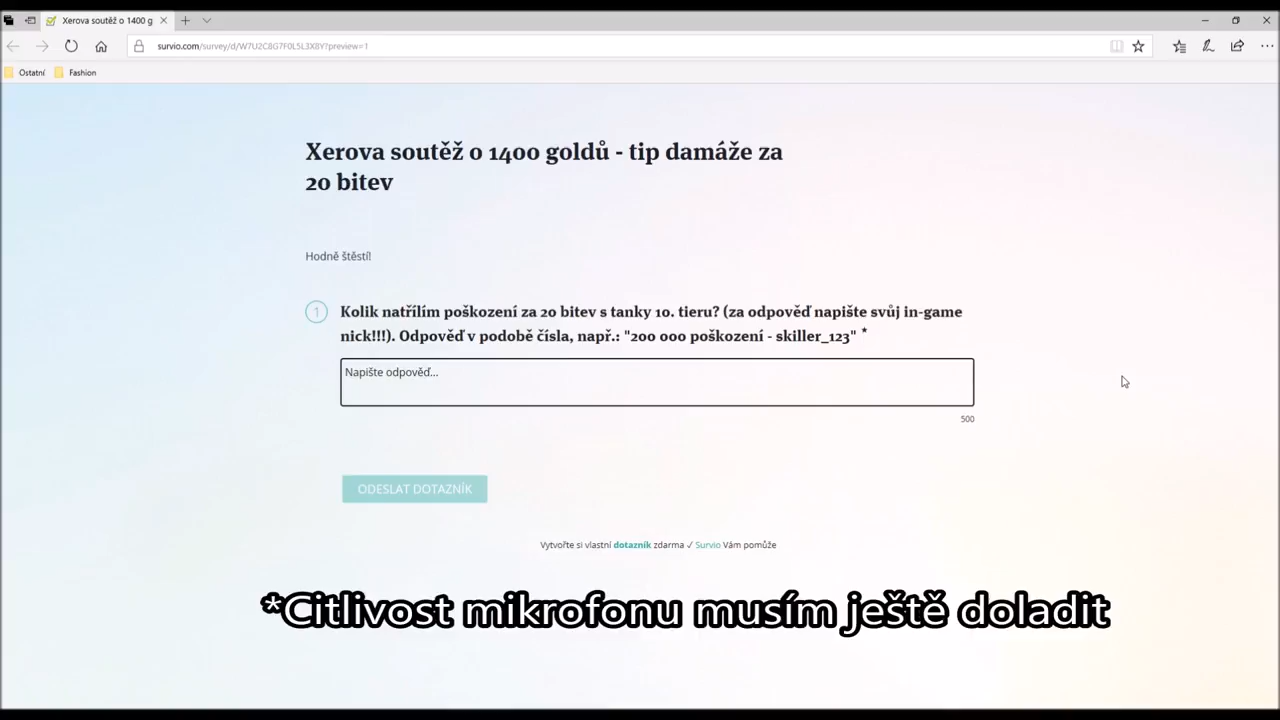 Xerova soutěž o 1400 g
survio.com/survey/d/W7U2C8G7F0L5L3X8Y?preview=1
Ostatní
Fashion
Xerova soutěž o 1400 goldů - tip damáže za
20 bitev
Hodně štěstí!
1
Kolik natřílím poškození za 20 bitev s tanky 10. tieru? (za odpověď napište svůj in-game
nick!!!). Odpověď v podobě čísla, např.: "200 000 poškození - skiller_123" *
Napište odpověď...
500
ODESLAT DOTAZNÍK
Vytvořte si vlastní dotazník zdarma ✓ Survio Vám pomůže
*Citlivost mikrofonu musím ještě doladit